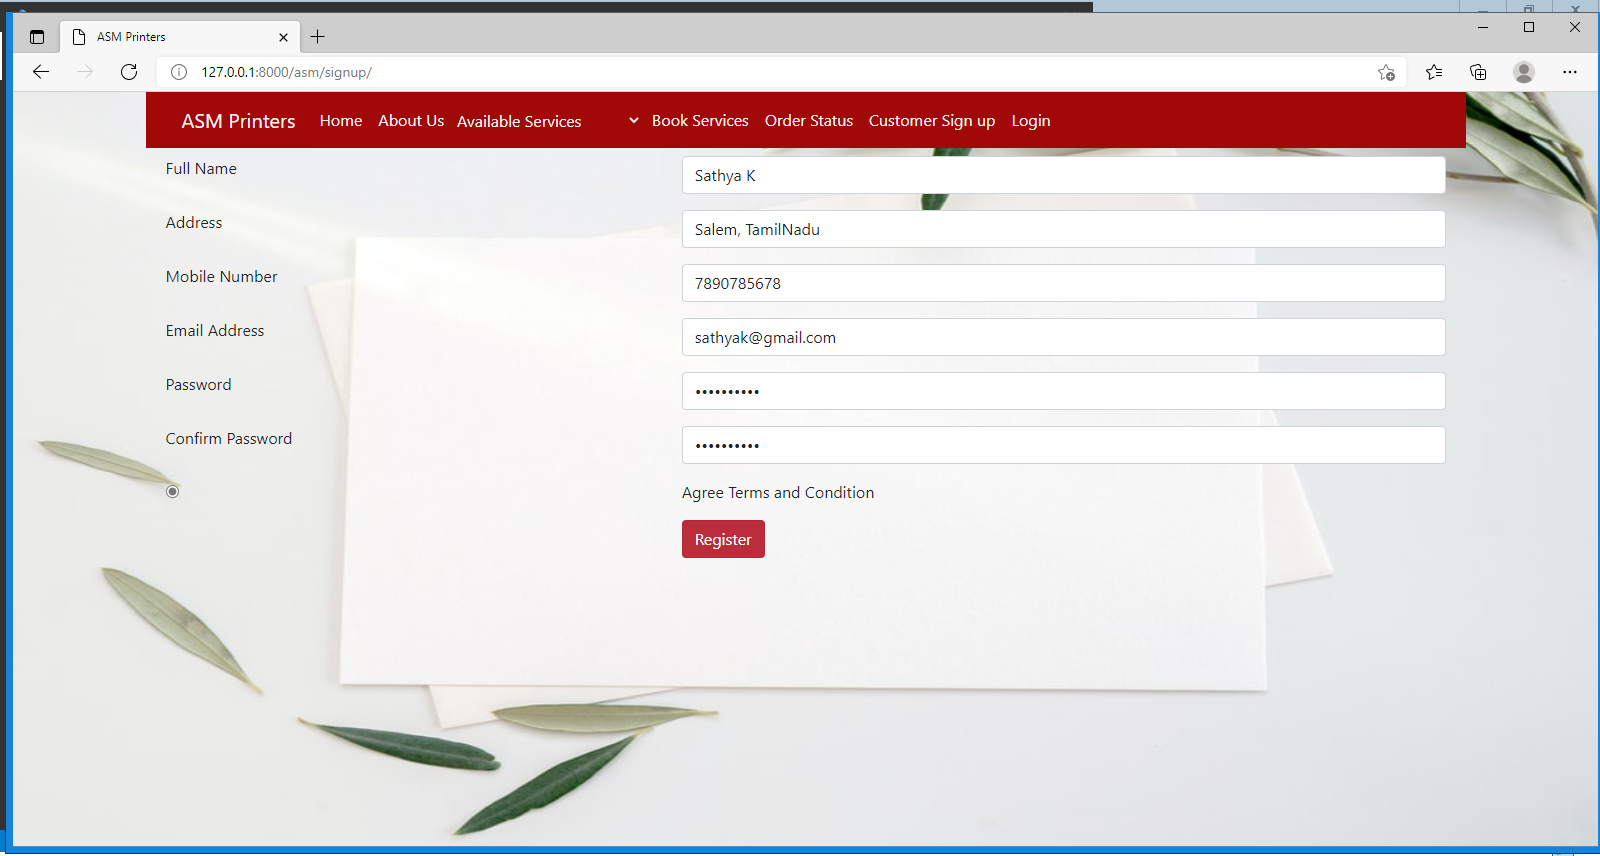 ASM Printers
127.0.0.1:8000/asm/signup/
ASM Printers Home About Us Available Services Book Services Order Status Customer Sign up Login
Full Name Sathya K
Address Salem, TamilNadu
Mobile Number 7890785678
Email Address sathyak@gmail.com
Password ••••••••••
Confirm Password ••••••••••
Agree Terms and Condition
Register